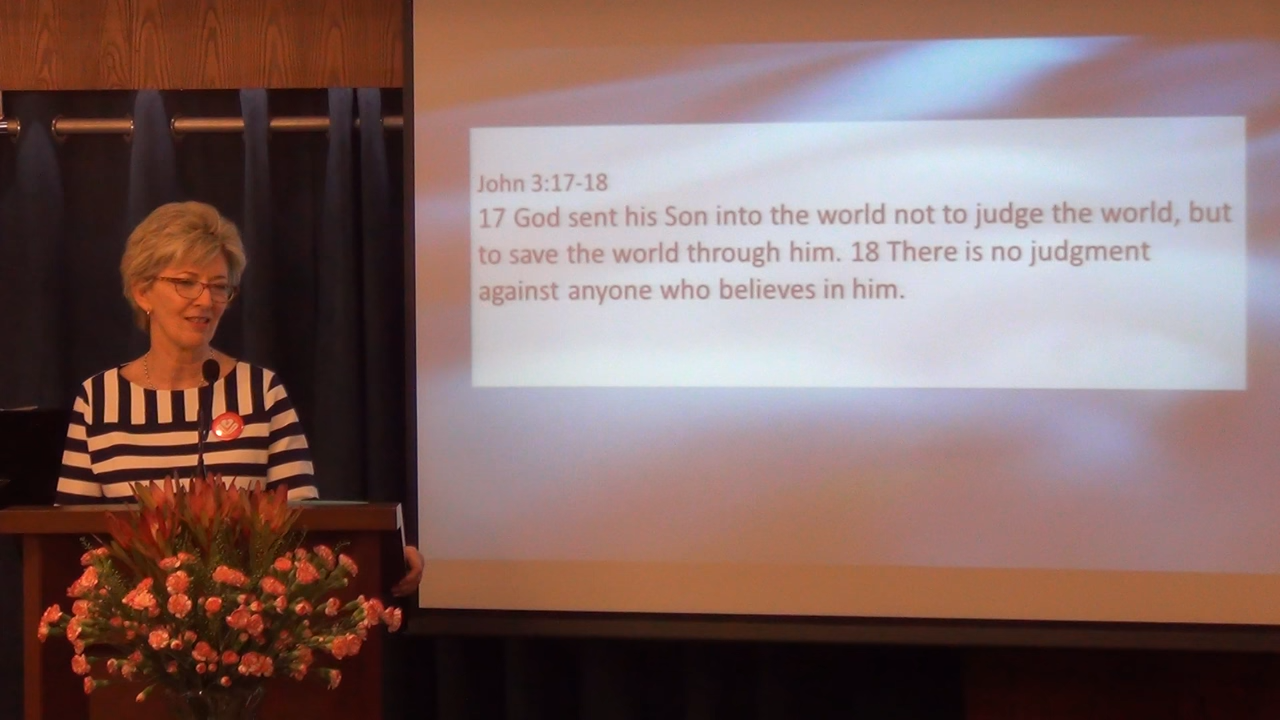 John 3:17-18
17 God sent his Son into the world not to judge the world, but
to save the world through him. 18 There is no judgment
against anyone who believes in him.